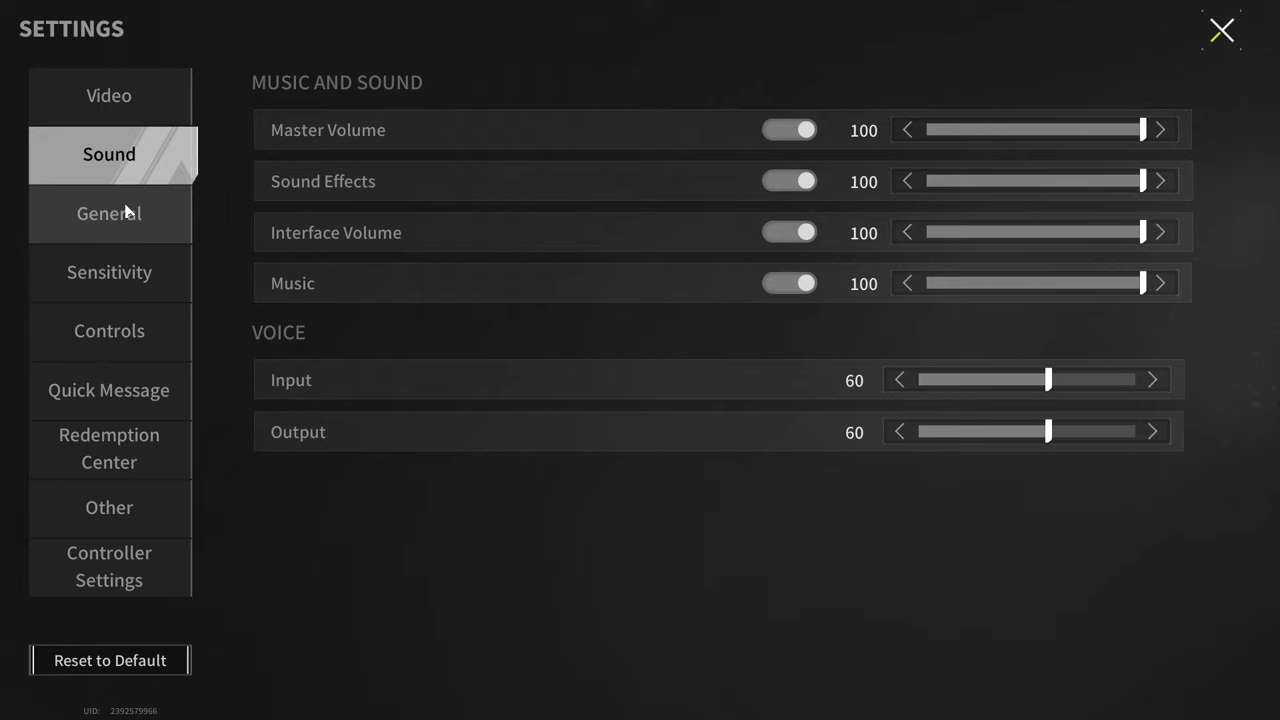 SETTINGS
Video
Sound
General
Sensitivity
Controls
Quick Message
Redemption
Center
Other
Controller
Settings
Reset to Default
UID: 2392579966
MUSIC AND SOUND
Master Volume 100
Sound Effects 100
Interface Volume 100
Music 100
VOICE
Input 60
Output 60